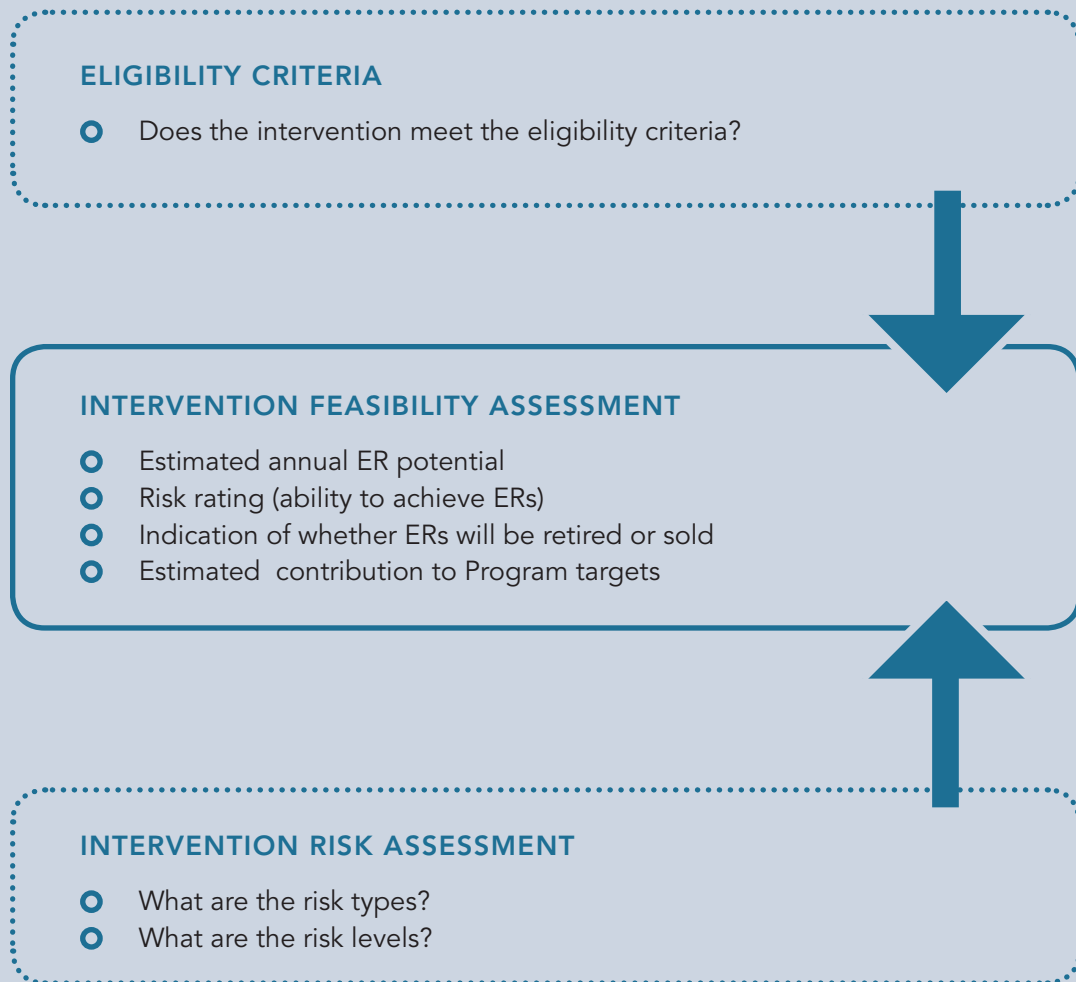 ELIGIBILITY CRITERIA
Does the intervention meet the eligibility criteria?
INTERVENTION FEASIBILITY ASSESSMENT
Estimated annual ER potential
Risk rating (ability to achieve ERs)
Indication of whether ERs will be retired or sold
Estimated contribution to Program targets
INTERVENTION RISK ASSESSMENT
What are the risk types?
What are the risk levels?